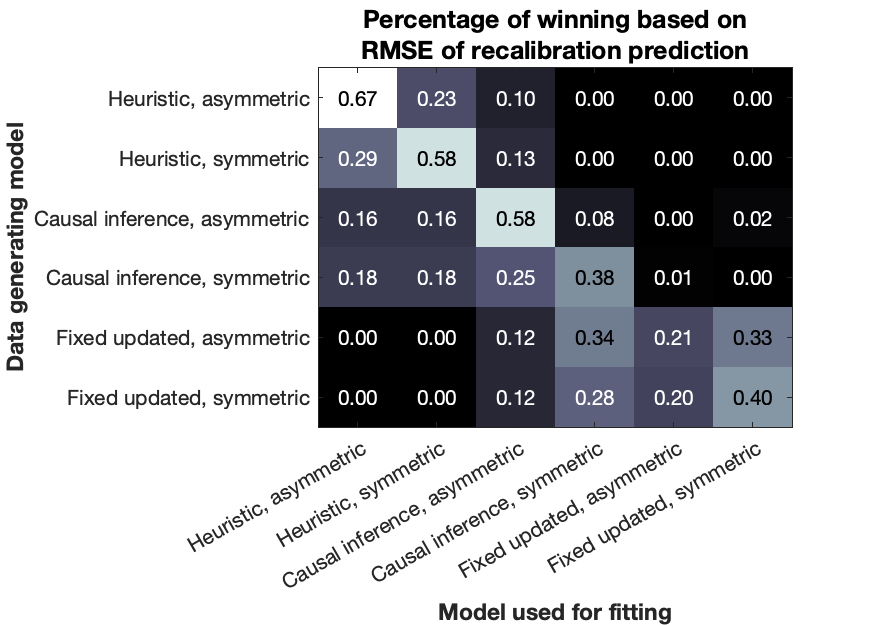 Percentage of winning based on
RMSE of recalibration prediction
Data generating model
Heuristic, asymmetric 0.67 0.23 0.10 0.00 0.00 0.00
Heuristic, symmetric 0.29 0.58 0.13 0.00 0.00 0.00
Causal inference, asymmetric 0.16 0.16 0.58 0.08 0.00 0.02
Causal inference, symmetric 0.18 0.18 0.25 0.38 0.01 0.00
Fixed updated, asymmetric 0.00 0.00 0.12 0.34 0.21 0.33
Fixed updated, symmetric 0.00 0.00 0.12 0.28 0.20 0.40
Heuristic, asymmetric
Heuristic, symmetric
Causal inference, asymmetric
Causal inference, symmetric
Fixed updated, asymmetric
Fixed updated, symmetric
Model used for fitting